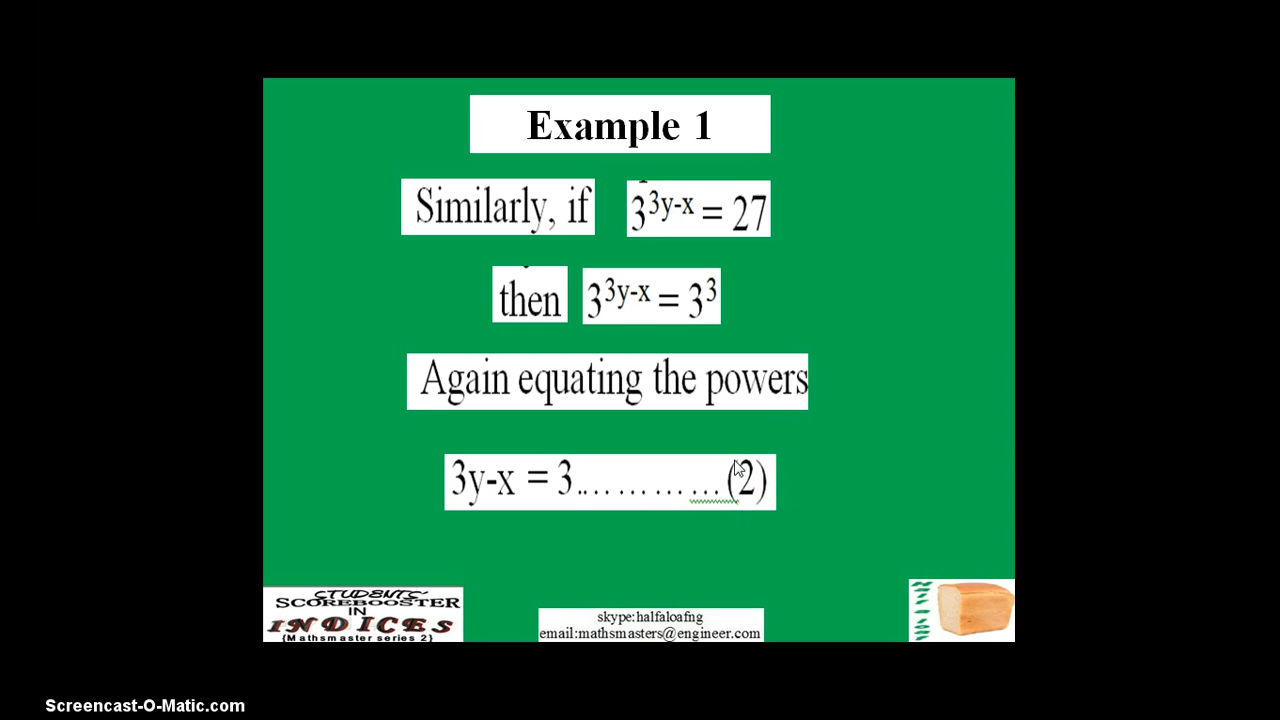 Example 1
Similarly, if 3^3y-x = 27
then 3^3y-x = 3^3
Again equating the powers
3y-x = 3..............(2)
STUDENTS'
SCOREBOOSTER
IN
INDICES
{Mathsmaster series 2}
skype:halfaloafng
email:mathsmasters@engineer.com
Screencast-O-Matic.com